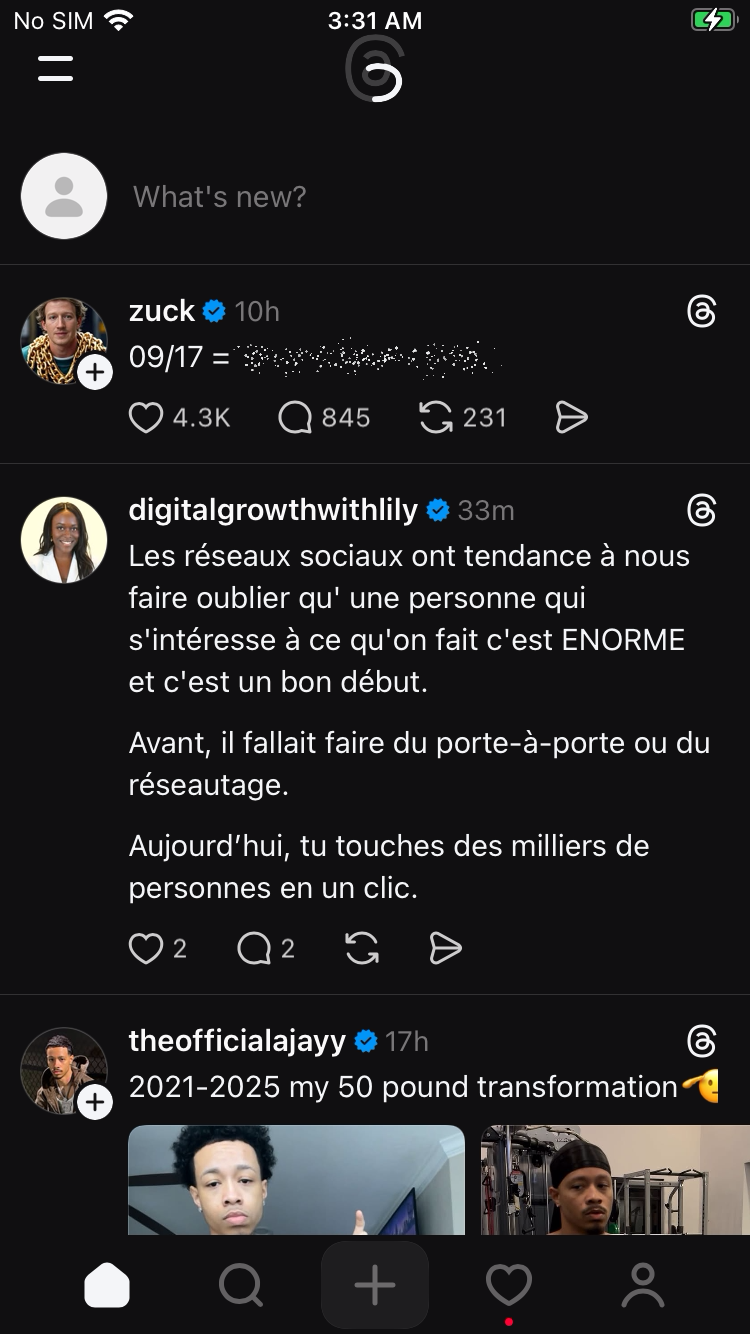 No SIM 3:31 AM
What's new?
zuck 10h
09/17 =
4.3K 845 231
digitalgrowthwithlily 33m
Les réseaux sociaux ont tendance à nous
faire oublier qu' une personne qui
s'intéresse à ce qu'on fait c'est ENORME
et c'est un bon début.
Avant, il fallait faire du porte-à-porte ou du
réseautage.
Aujourd’hui, tu touches des milliers de
personnes en un clic.
2 2
theofficialajayy 17h
2021-2025 my 50 pound transformation🫡